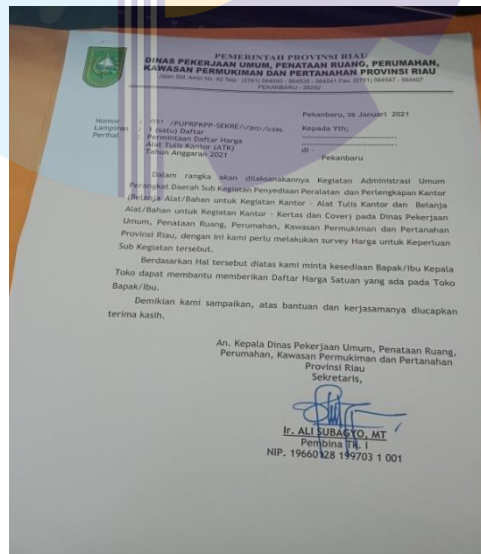 PEMERINTAH PROVINSI RIAU
DINAS PEKERJAAN UMUM, PENATAAN RUANG, PERUMAHAN,
KAWASAN PERMUKIMAN DAN PERTANAHAN PROVINSI RIAU
PEKANBARU - 28282
Pekanbaru, Januari 2021
Nomor : /PUPRPKPP-SEKRE/
Lampiran : 1 (satu) Daftar
Perihal : Permintaan Daftar Harga
Alat Tulis Kantor (ATK)
Tahun Anggaran 2021
Kepada Yth;
di -
Pekanbaru
Dalam rangka akan dilaksanakannya Kegiatan Administrasi Umum
Perangkat Daerah Sub Kegiatan Penyediaan Peralatan dan Perlengkapan Kantor
(Belanja Alat/Bahan untuk Kegiatan Kantor - Alat Tulis Kantor dan Belanja
Alat/Bahan untuk Kegiatan Kantor - Kertas dan Cover) pada Dinas Pekerjaan
Umum, Penataan Ruang, Perumahan, Kawasan Permukiman dan Pertanahan
Provinsi Riau, dengan ini kami perlu melakukan survey Harga untuk Keperluan
Sub Kegiatan tersebut.
Berdasarkan Hal tersebut diatas kami minta kesediaan Bapak/Ibu Kepala
Toko dapat membantu memberikan Daftar Harga Satuan yang ada pada Toko
Bapak/Ibu.
Demikian kami sampaikan, atas bantuan dan kerjasamanya diucapkan
terima kasih.
An. Kepala Dinas Pekerjaan Umum, Penataan Ruang,
Perumahan, Kawasan Permukiman dan Pertanahan
Provinsi Riau
Sekretaris,
Ir. ALI SUBAGYO, MT
Pembina Tk. I
NIP. 19660128 199703 1 001